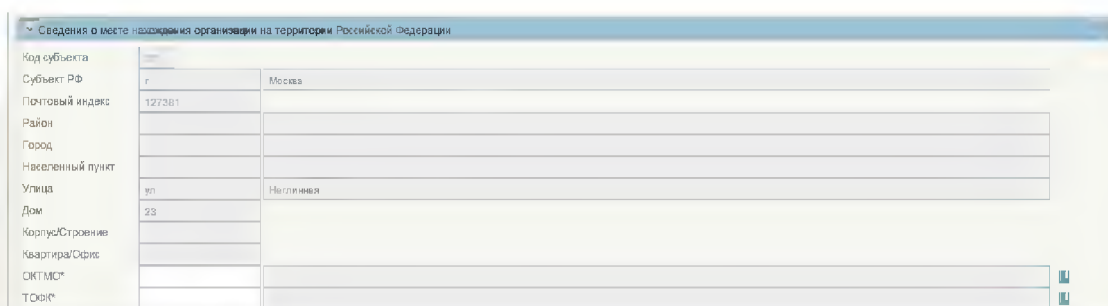 Сведения о месте нахождения организации на территории Российской Федерации
Код субъекта
Субъект РФ г Москва
Почтовый индекс 127381
Район
Город
Населенный пункт
Улица ул Неглинная
Дом 23
Корпус/Строение
Квартира/Офис
ОКТМО*
ТОФК*